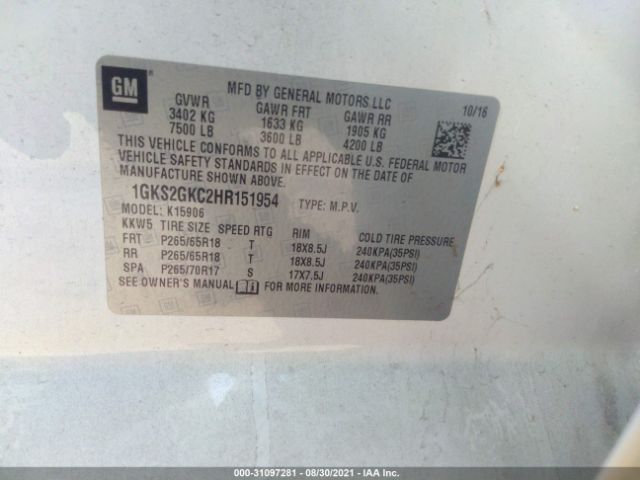 GM
MFD BY GENERAL MOTORS LLC
10/16
GVWR GAWR FRT GAWR RR
3402 KG 1633 KG 1905 KG
7500 LB 3600 LB 4200 LB
THIS VEHICLE CONFORMS TO ALL APPLICABLE U.S. FEDERAL MOTOR
VEHICLE SAFETY STANDARDS IN EFFECT ON THE DATE OF
MANUFACTURE SHOWN ABOVE.
1GKS2GKC2HR151954 TYPE: M.P.V.
MODEL: K15906
KKW5 TIRE SIZE SPEED RTG RIM COLD TIRE PRESSURE
FRT P265/65R18 T 18X8.5J 240KPA(35PSI)
RR P265/65R18 T 18X8.5J 240KPA(35PSI)
SPA P265/70R17 S 17X7.5J 240KPA(35PSI)
SEE OWNER'S MANUAL FOR MORE INFORMATION.
000-31097281 - 08/30/2021 - IAA Inc.